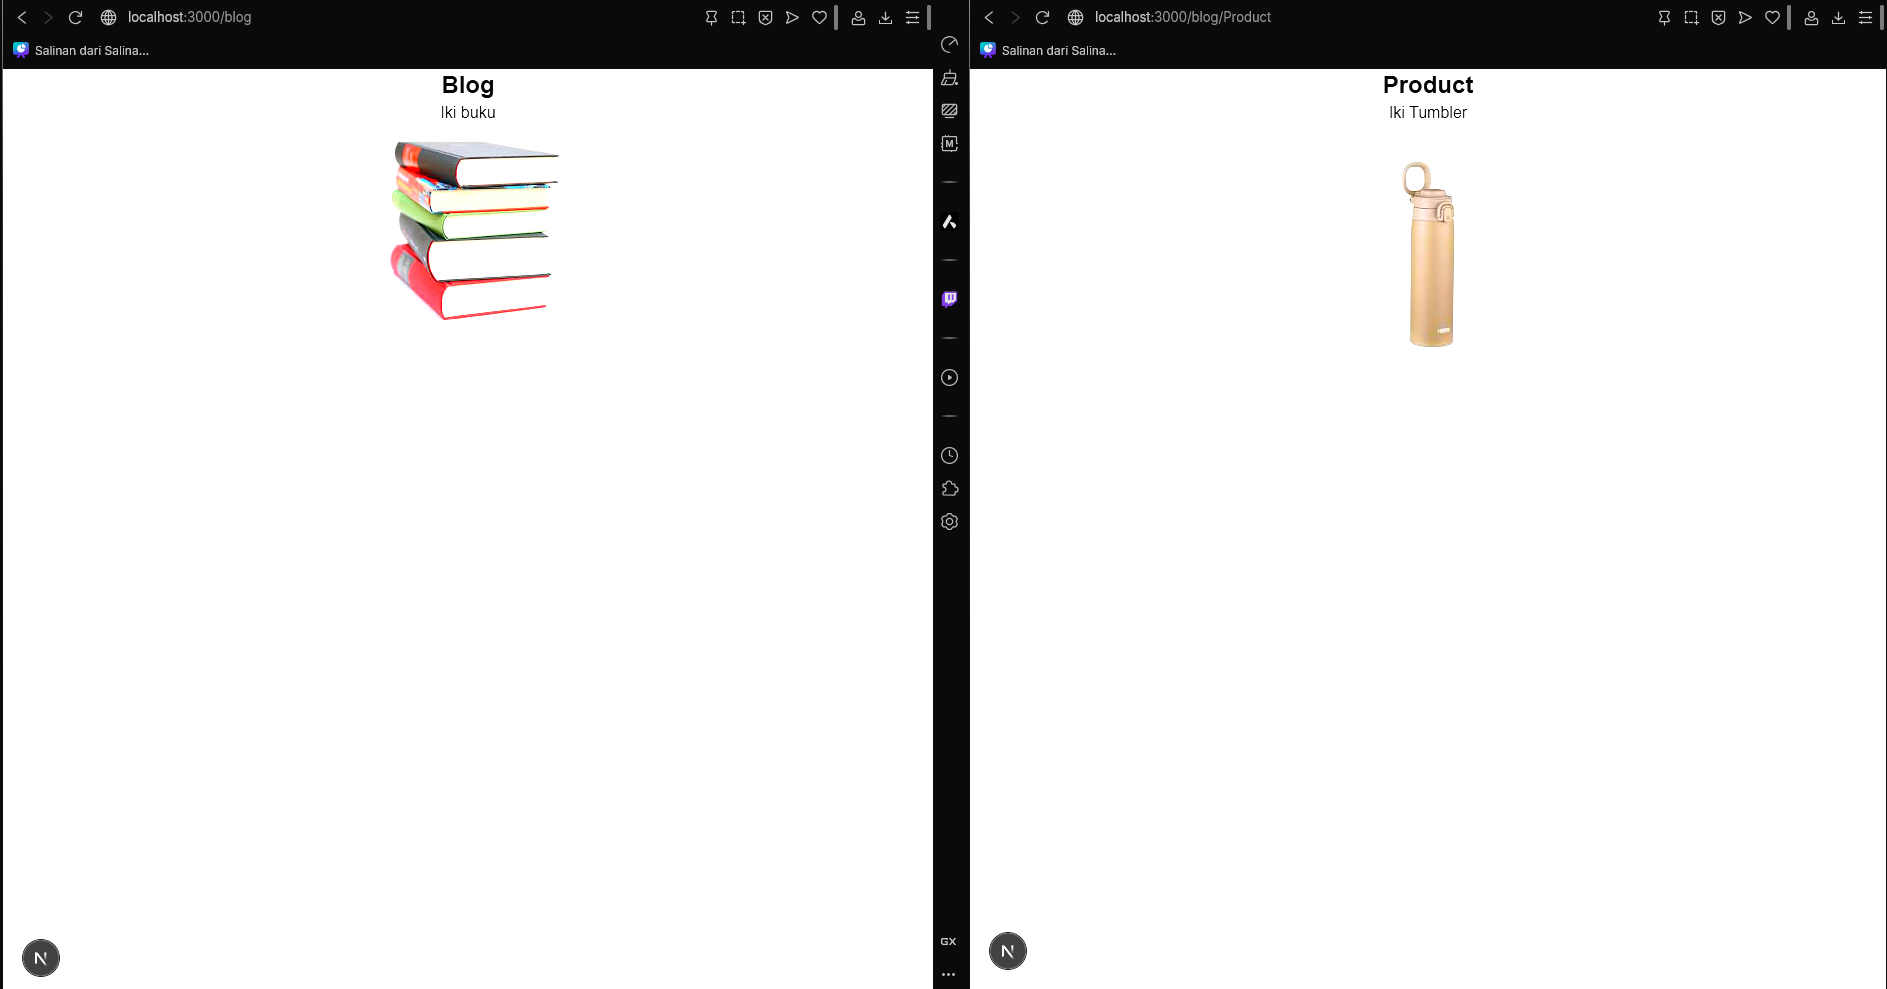 localhost:3000/blog
Salinan dari Salina...
Blog
Iki buku
M
GX
N
localhost:3000/blog/Product
Salinan dari Salina...
Product
Iki Tumbler
N